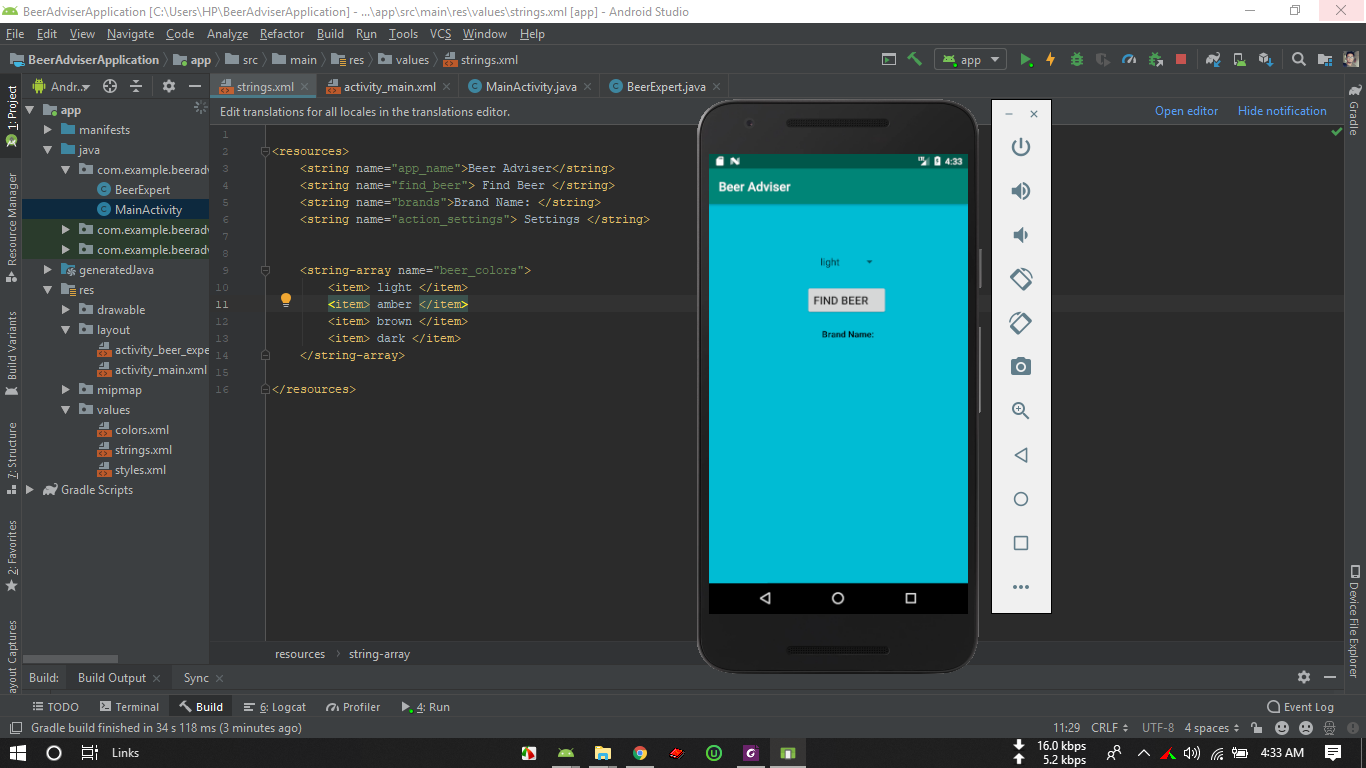 BeerAdviserApplication [C:\Users\HP\BeerAdviserApplication] - ...\app\src\main\res\values\strings.xml [app] - Android Studio
File Edit View Navigate Code Analyze Refactor Build Run Tools VCS Window Help
BeerAdviserApplication app src main res values strings.xml
app
Andr..
strings.xml activity_main.xml MainActivity.java BeerExpert.java
Edit translations for all locales in the translations editor. Open editor Hide notification
1: Project
Resource Manager
Build Variants
7: Structure
2: Favorites
ayout Captures
app
manifests
java
com.example.beeradv
BeerExpert
MainActivity
com.example.beeradv
com.example.beeradv
generatedJava
res
drawable
layout
activity_beer_expe
activity_main.xml
mipmap
values
colors.xml
strings.xml
styles.xml
Gradle Scripts
1
2 <resources>
3 <string name="app_name">Beer Adviser</string>
4 <string name="find_beer"> Find Beer </string>
5 <string name="brands">Brand Name: </string>
6 <string name="action_settings"> Settings </string>
7
8
9 <string-array name="beer_colors">
10 <item> light </item>
11 <item> amber </item>
12 <item> brown </item>
13 <item> dark </item>
14 </string-array>
15
16 </resources>
4:33
Beer Adviser
light
FIND BEER
Brand Name:
Gradle
Device File Explorer
resources string-array
Build: Build Output Sync
TODO Terminal Build 6: Logcat Profiler 4: Run Event Log
Gradle build finished in 34 s 118 ms (3 minutes ago) 11:29 CRLF UTF-8 4 spaces
Links
16.0 kbps
5.2 kbps
4:33 AM